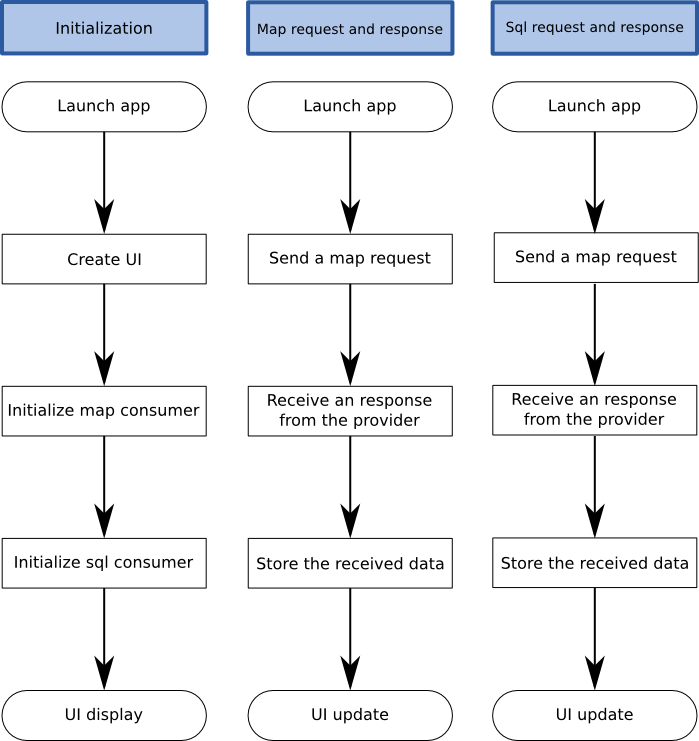 Initialization
Map request and response
Sql request and response
Launch app
Launch app
Launch app
Create UI
Send a map request
Send a map request
Initialize map consumer
Receive an response
from the provider
Receive an response
from the provider
Initialize sql consumer
Store the received data
Store the received data
UI display
UI update
UI update